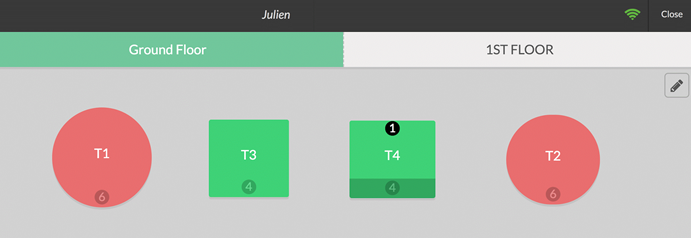 Julien
Close
Ground Floor
1ST FLOOR
1
T1
T3
T4
T2
6
4
4
6